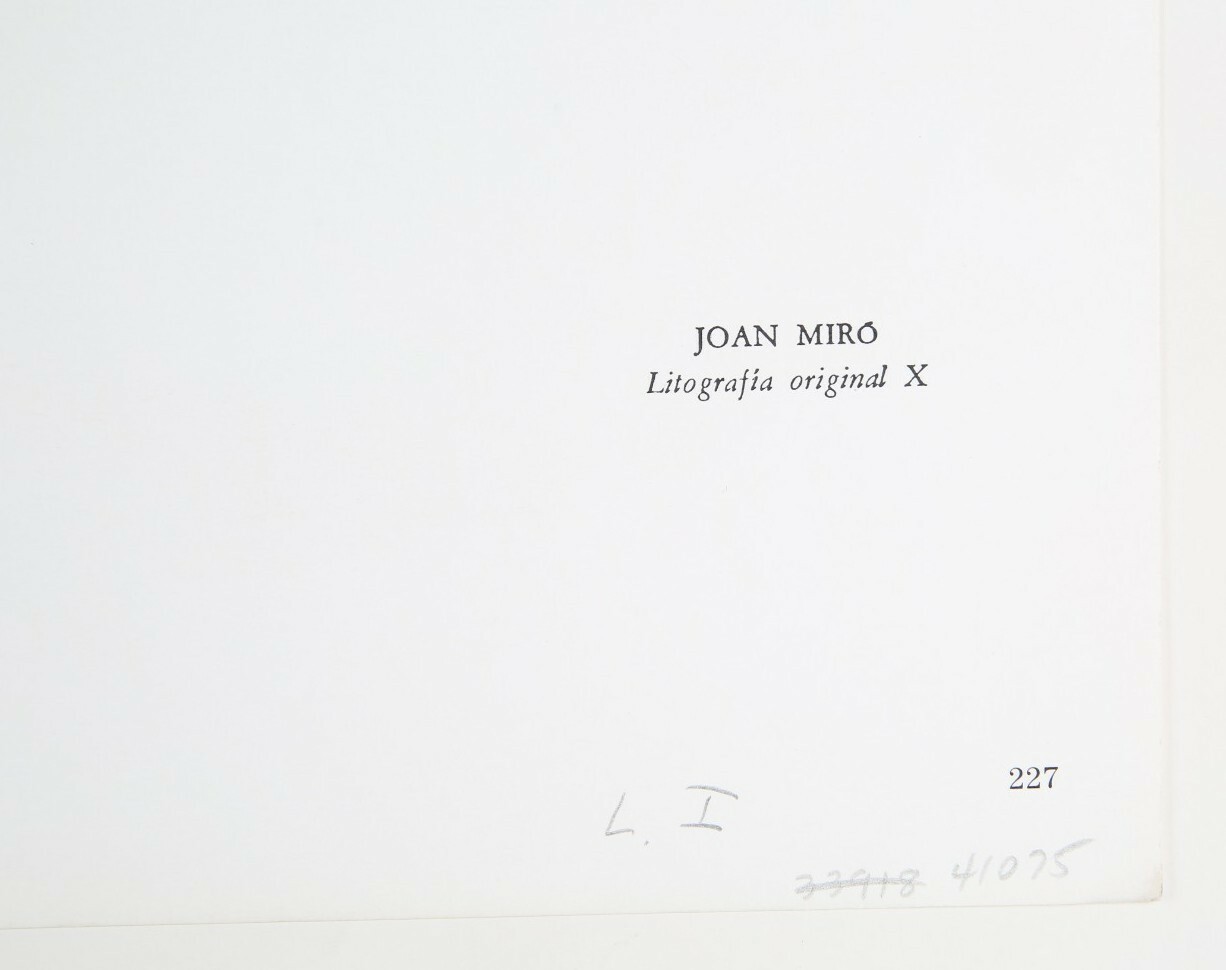 JOAN MIRÓ
Litografía original X
227
L. I
33918 41075